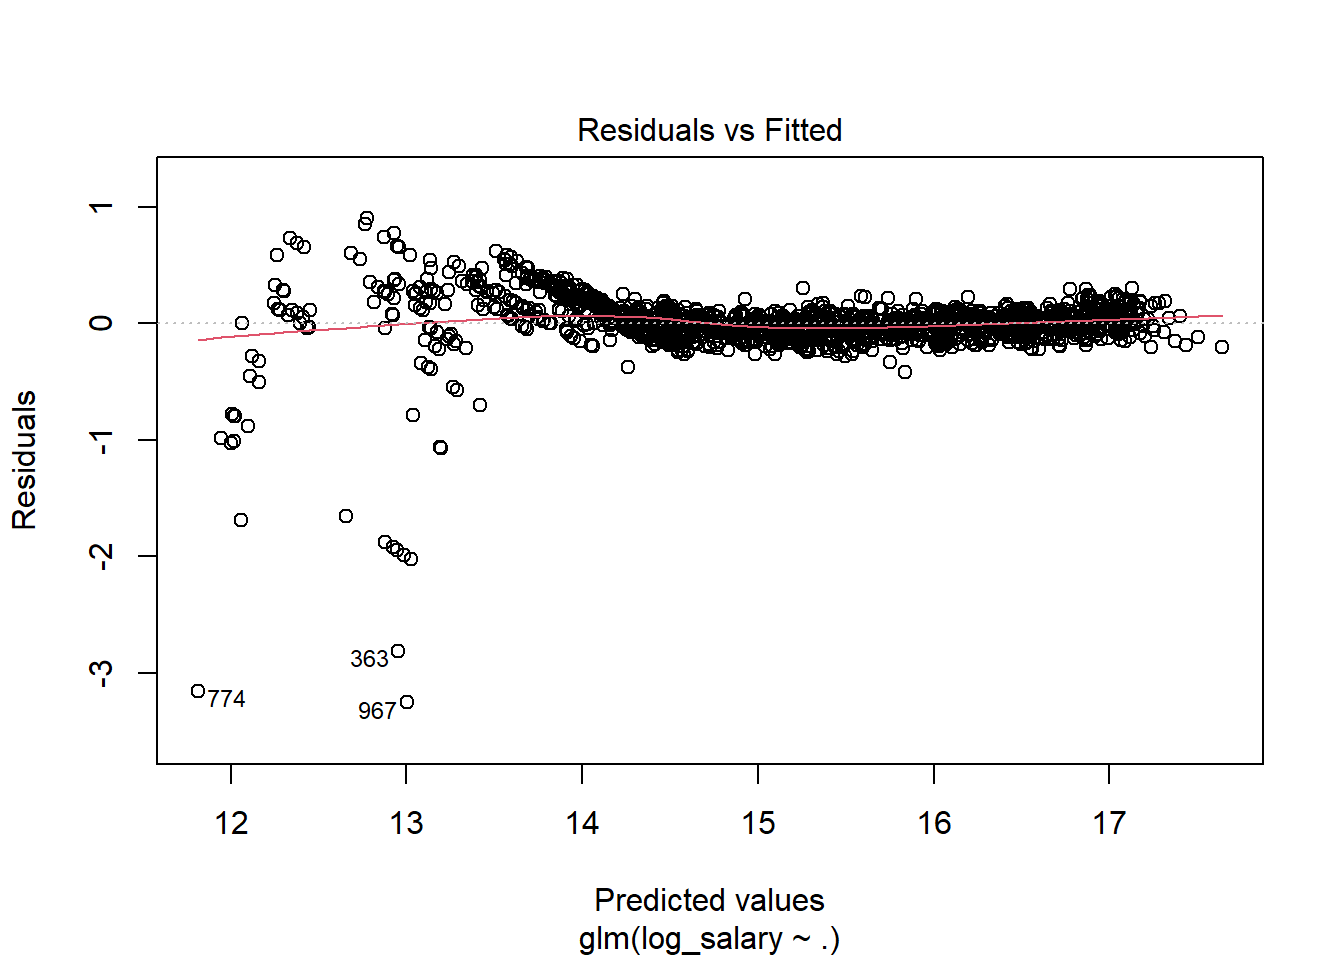 Residuals vs Fitted
Residuals
1
0
-1
-2
-3
363
774
967
12 13 14 15 16 17
Predicted values
glm(log_salary ~ .)